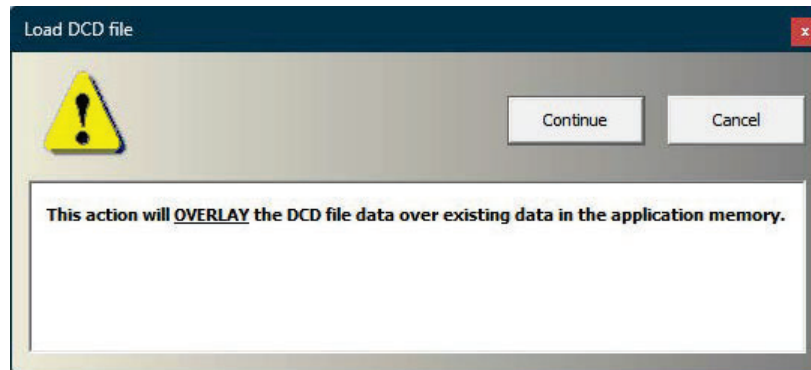 Load DCD file
x
Continue
Cancel
This action will OVERLAY the DCD file data over existing data in the application memory.